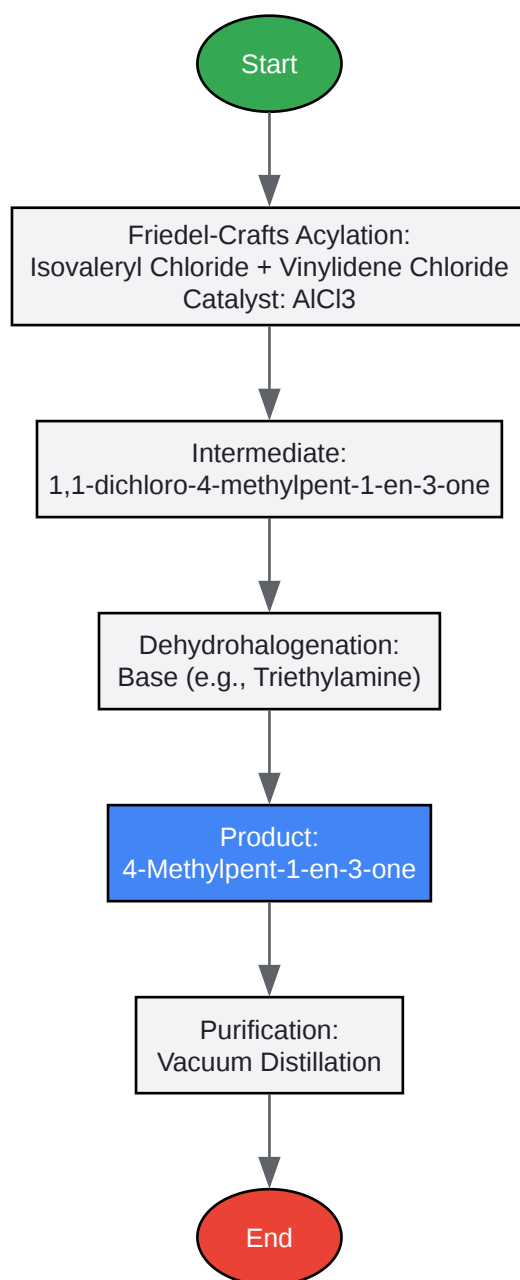 Start
Friedel-Crafts Acylation:
Isovaleryl Chloride + Vinylidene Chloride
Catalyst: AlCl3
Intermediate:
1,1-dichloro-4-methylpent-1-en-3-one
Dehydrohalogenation:
Base (e.g., Triethylamine)
Product:
4-Methylpent-1-en-3-one
Purification:
Vacuum Distillation
End